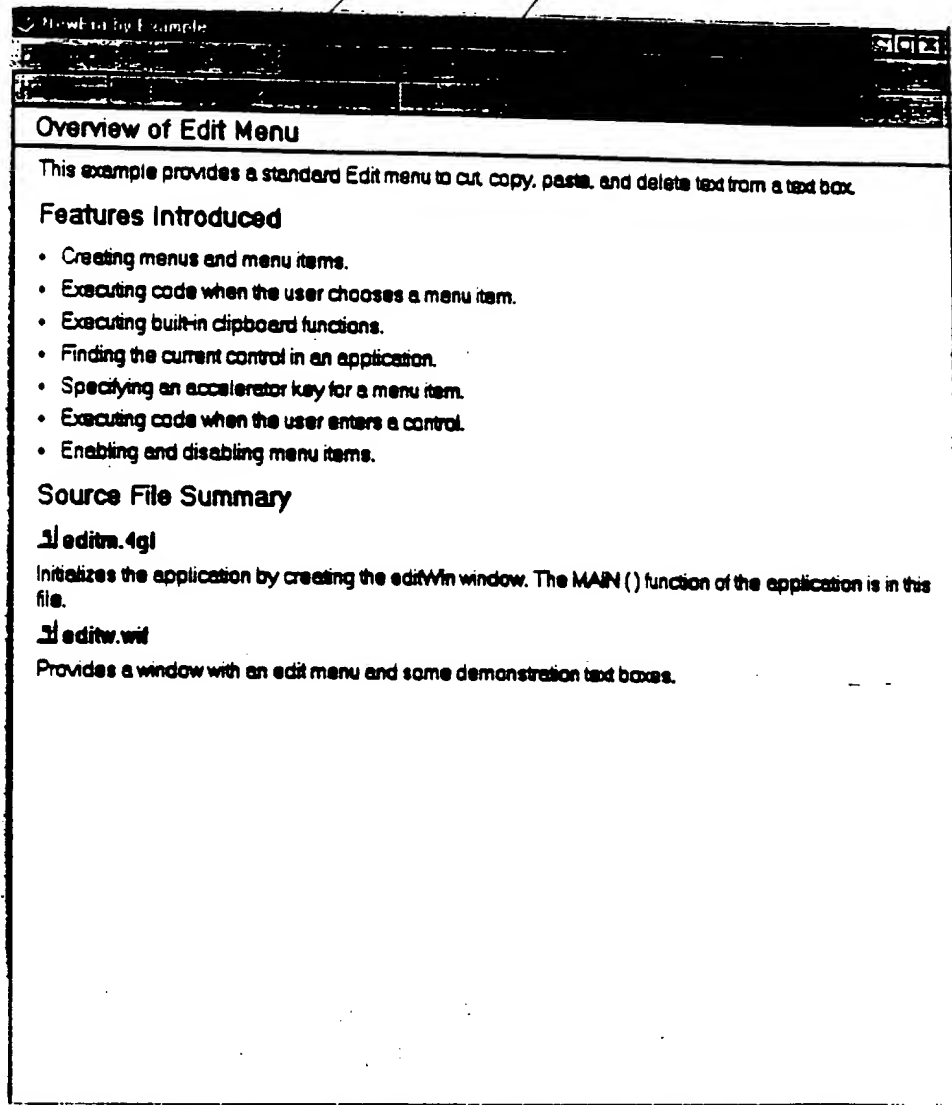 NewEra by Example
Overview of Edit Menu
This example provides a standard Edit menu to cut, copy, paste, and delete text from a text box.
Features Introduced
• Creating menus and menu items.
• Executing code when the user chooses a menu item.
• Executing built-in clipboard functions.
• Finding the current control in an application.
• Specifying an accelerator key for a menu item.
• Executing code when the user enters a control.
• Enabling and disabling menu items.
Source File Summary
editm.4gl
Initializes the application by creating the editWin window. The MAIN ( ) function of the application is in this
file.
editw.wif
Provides a window with an edit menu and some demonstration text boxes.